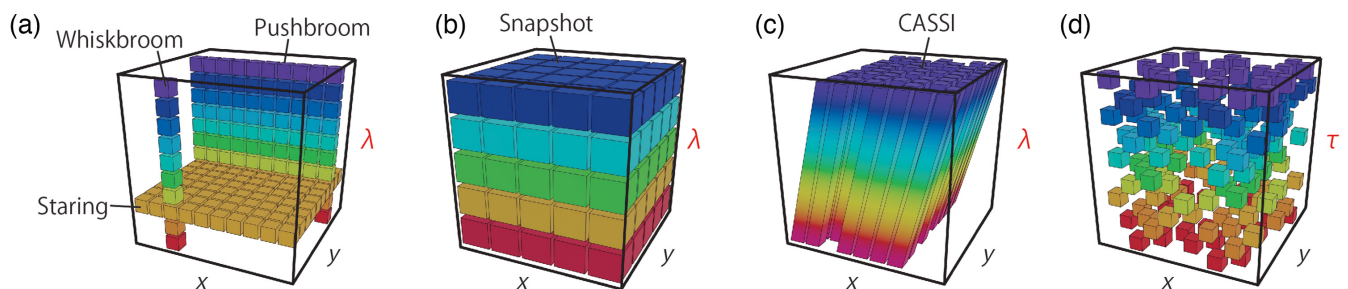 (a)
Whiskbroom
Pushbroom
Staring
λ
x
y
(b)
Snapshot
λ
x
y
(c)
CASSI
λ
x
y
(d)
τ
x
y